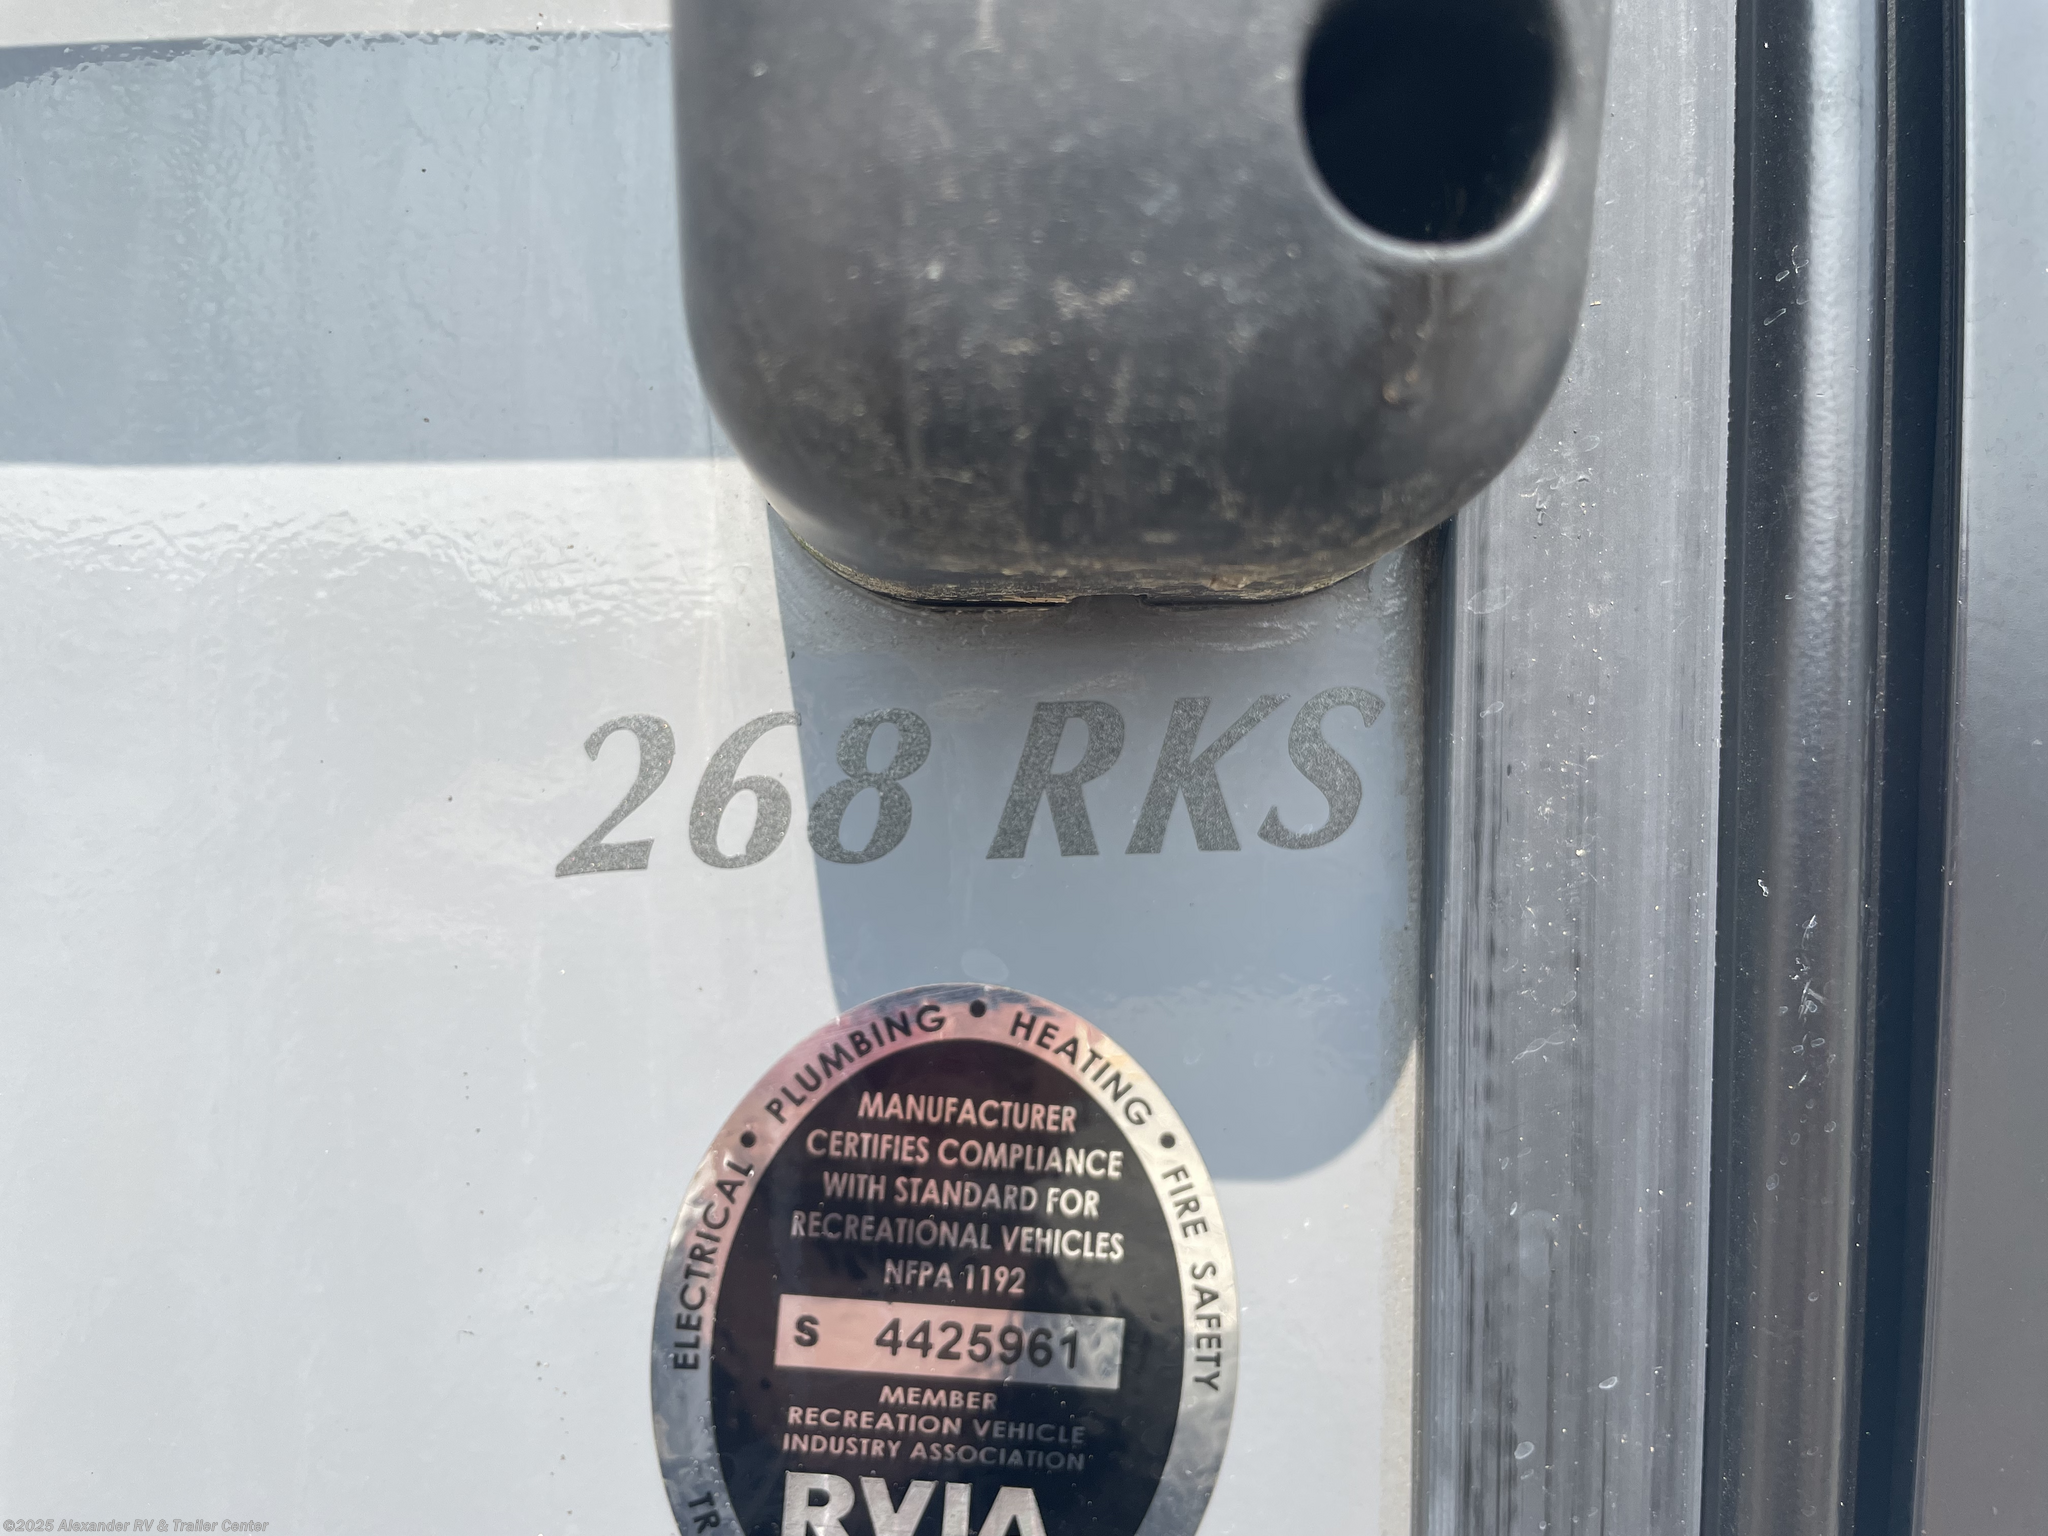 268 RKS
ELECTRICAL • PLUMBING • HEATING • FIRE SAFETY
MANUFACTURER
CERTIFIES COMPLIANCE
WITH STANDARD FOR
RECREATIONAL VEHICLES
NFPA 1192
S 4425961
MEMBER
RECREATION VEHICLE
INDUSTRY ASSOCIATION
RVIA
TR
©2025 Alexander RV & Trailer Center